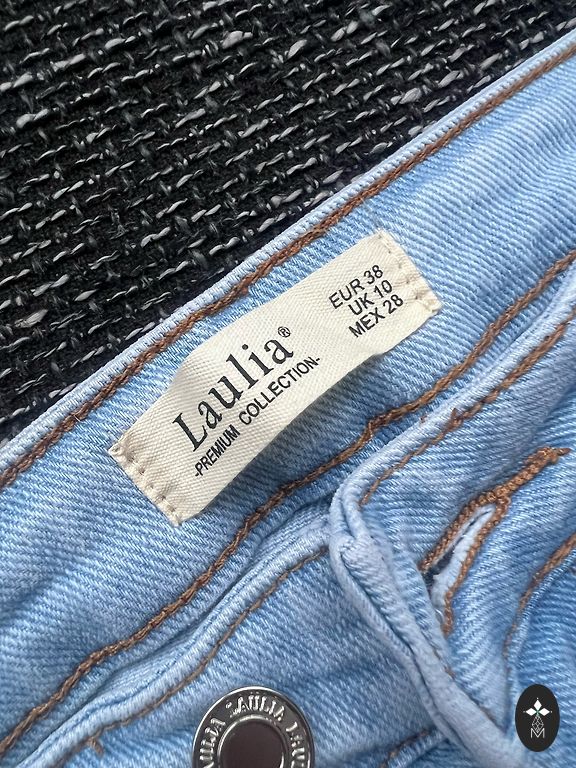 Laulia®
-PREMIUM COLLECTION-
EUR 38
UK 10
MEX 28
LAULIA